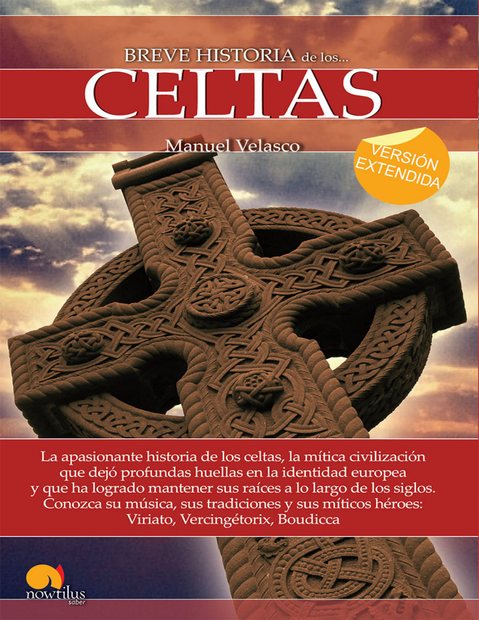 BREVE HISTORIA de los...
CELTAS
Manuel Velasco
VERSIÓN
EXTENDIDA
La apasionante historia de los celtas, la mítica civilización
que dejó profundas huellas en la identidad europea
y que ha logrado mantener sus raíces a lo largo de los siglos.
Conozca su música, sus tradiciones y sus míticos héroes:
Viriato, Vercingétorix, Boudicca
nowtilus
saber